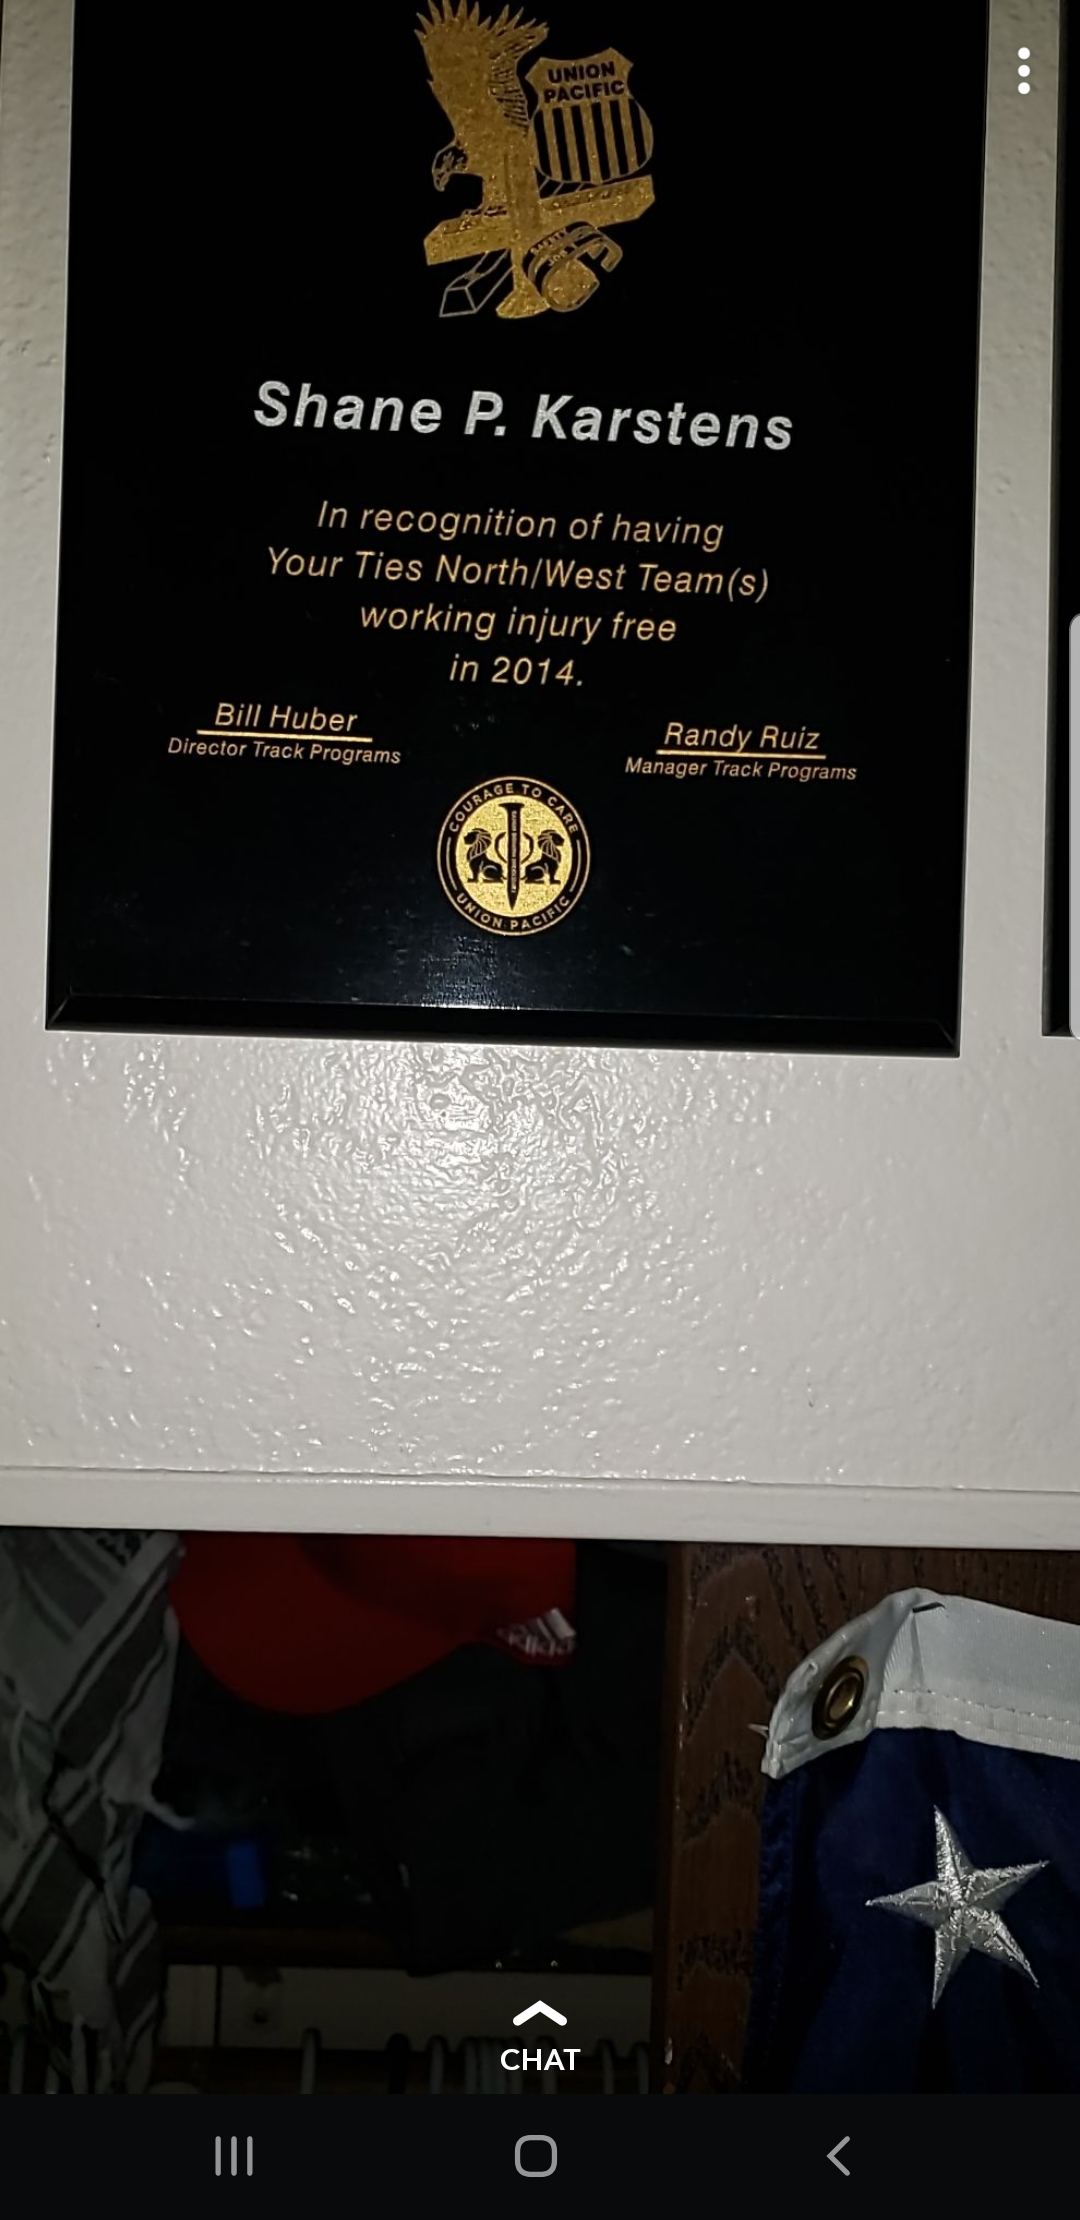 UNION
PACIFIC
Shane P. Karstens
In recognition of having
Your Ties North/West Team(s)
working injury free
in 2014.
Bill Huber
Director Track Programs
Randy Ruiz
Manager Track Programs
COURAGE TO CARE
UNION PACIFIC
adidas
CHAT